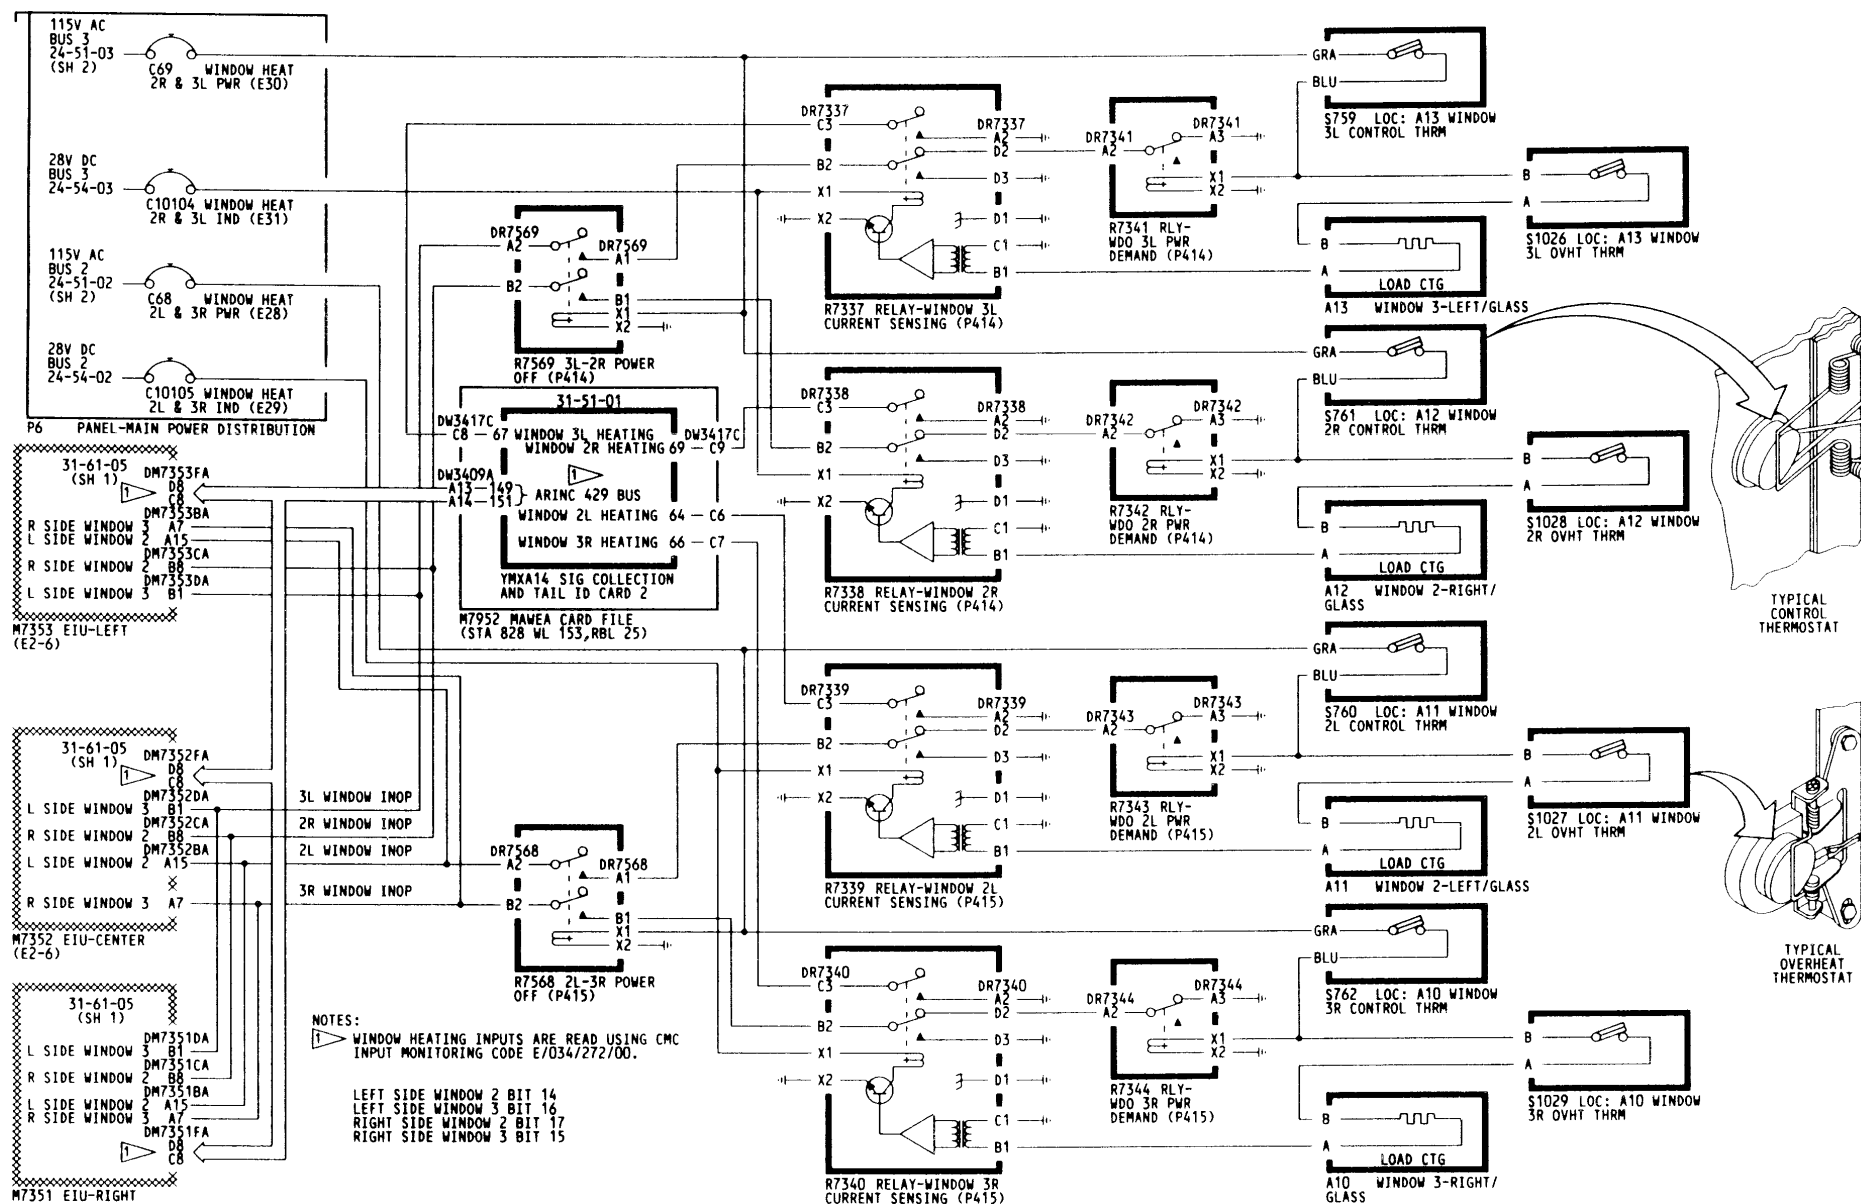 115V AC
BUS 3
24-51-03
(SH 2)
C69 WINDOW HEAT
2R & 3L PWR (E30)
28V DC
BUS 3
24-54-03
C10104 WINDOW HEAT
2R & 3L IND (E31)
115V AC
BUS 2
24-51-02
(SH 2)
C68 WINDOW HEAT
2L & 3R PWR (E28)
28V DC
BUS 2
24-54-02
C10105 WINDOW HEAT
2L & 3R IND (E29)
P6 PANEL-MAIN POWER DISTRIBUTION
31-61-05
(SH 1)
DM7353FA
1
D8
C8
DM7353BA
R SIDE WINDOW 3 A7
L SIDE WINDOW 2 A15
DM7353CA
R SIDE WINDOW 2 B8
DM7353DA
L SIDE WINDOW 3 B1
M7353 EIU-LEFT
(E2-6)
31-61-05
(SH 1)
DM7352FA
1
D8
C8
DM7352DA
L SIDE WINDOW 3 B1
DM7352CA
R SIDE WINDOW 2 B8
DM7352BA
L SIDE WINDOW 2 A15
R SIDE WINDOW 3 A7
M7352 EIU-CENTER
(E2-6)
3L WINDOW INOP
2R WINDOW INOP
2L WINDOW INOP
3R WINDOW INOP
31-61-05
(SH 1)
DM7351DA
L SIDE WINDOW 3 B1
DM7351CA
R SIDE WINDOW 2 B8
DM7351BA
L SIDE WINDOW 2 A15
R SIDE WINDOW 3 A7
DM7351FA
1
D8
C8
M7351 EIU-RIGHT
NOTES:
1 WINDOW HEATING INPUTS ARE READ USING CMC
INPUT MONITORING CODE E/034/272/00.
LEFT SIDE WINDOW 2 BIT 14
LEFT SIDE WINDOW 3 BIT 16
RIGHT SIDE WINDOW 2 BIT 17
RIGHT SIDE WINDOW 3 BIT 15
DR7569
A2
DR7569
A1
B2
B1
X1
X2
R7569 3L-2R POWER
OFF (P414)
31-51-01
DW3417C
C8 67 WINDOW 3L HEATING
DW3417C
WINDOW 2R HEATING 69 C9
1
DW3409A
A13 149
A14 151
ARINC 429 BUS
WINDOW 2L HEATING 64 C6
WINDOW 3R HEATING 66 C7
YMXA14 SIG COLLECTION
AND TAIL ID CARD 2
M7952 MAWEA CARD FILE
(STA 828 WL 153,RBL 25)
DR7568
A2
DR7568
A1
B2
B1
X1
X2
R7568 2L-3R POWER
OFF (P415)
DR7337
C3
DR7337
A2
D2
B2
D3
X1
X2
D1
C1
B1
R7337 RELAY-WINDOW 3L
CURRENT SENSING (P414)
DR7341
A2
DR7341
A3
X1
X2
R7341 RLY-
WDO 3L PWR
DEMAND (P414)
GRA
BLU
S759 LOC: A13 WINDOW
3L CONTROL THRM
B
A
S1026 LOC: A13 WINDOW
3L OVHT THRM
B
A
LOAD CTG
A13 WINDOW 3-LEFT/GLASS
DR7338
C3
DR7338
A2
D2
B2
D3
X1
X2
D1
C1
B1
R7338 RELAY-WINDOW 2R
CURRENT SENSING (P414)
DR7342
A2
DR7342
A3
X1
X2
R7342 RLY-
WDO 2R PWR
DEMAND (P414)
GRA
BLU
S761 LOC: A12 WINDOW
2R CONTROL THRM
B
A
S1028 LOC: A12 WINDOW
2R OVHT THRM
B
A
LOAD CTG
A12 WINDOW 2-RIGHT/
GLASS
TYPICAL
CONTROL
THERMOSTAT
DR7339
C3
DR7339
A2
D2
B2
D3
X1
X2
D1
C1
B1
R7339 RELAY-WINDOW 2L
CURRENT SENSING (P415)
DR7343
A2
DR7343
A3
X1
X2
R7343 RLY-
WDO 2L PWR
DEMAND (P415)
GRA
BLU
S760 LOC: A11 WINDOW
2L CONTROL THRM
B
A
S1027 LOC: A11 WINDOW
2L OVHT THRM
B
A
LOAD CTG
A11 WINDOW 2-LEFT/GLASS
TYPICAL
OVERHEAT
THERMOSTAT
DR7340
C3
DR7340
A2
D2
B2
D3
X1
X2
D1
C1
B1
R7340 RELAY-WINDOW 3R
CURRENT SENSING (P415)
DR7344
A2
DR7344
A3
X1
X2
R7344 RLY-
WDO 3R PWR
DEMAND (P415)
GRA
BLU
S762 LOC: A10 WINDOW
3R CONTROL THRM
B
A
S1029 LOC: A10 WINDOW
3R OVHT THRM
B
A
LOAD CTG
A10 WINDOW 3-RIGHT/
GLASS